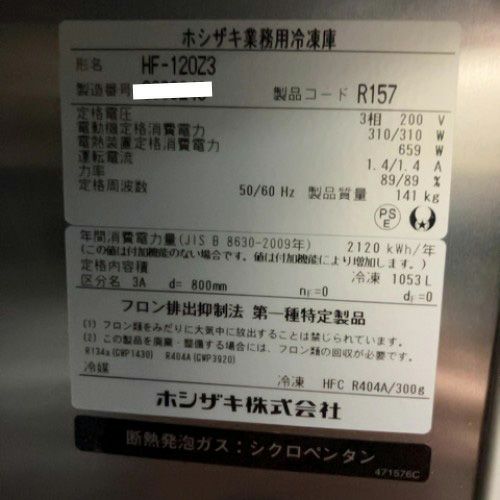 ホシザキ業務用冷凍庫
形名 HF-120Z3
製造番号
製品コード R157
定格電圧 3相 200 V
電動機定格消費電力 310/310 W
電熱装置定格消費電力 659 W
運転電流 1.4/1.4 A
力率 89/89 %
定格周波数 50/60 Hz 製品質量 141 kg
PS
E
年間消費電力量(JIS B 8630-2009年) 2120 kWh/年
(この値は付加機能のない場合です。値は付加機能により増加します。)
定格内容積 冷凍 1053 L
区分名 3A d= 800mm nF=0 dF=0
フロン排出抑制法 第一種特定製品
(1) フロン類をみだりに大気中に放出することは禁じられています。
(2) この製品を廃棄・整備する場合には、フロン類の回収が必要です。
R134a(GWP1430) R404A(GWP3920)
冷媒
冷凍 HFC R404A/300g
ホシザキ株式会社
断熱発泡ガス：シクロペンタン
471576C